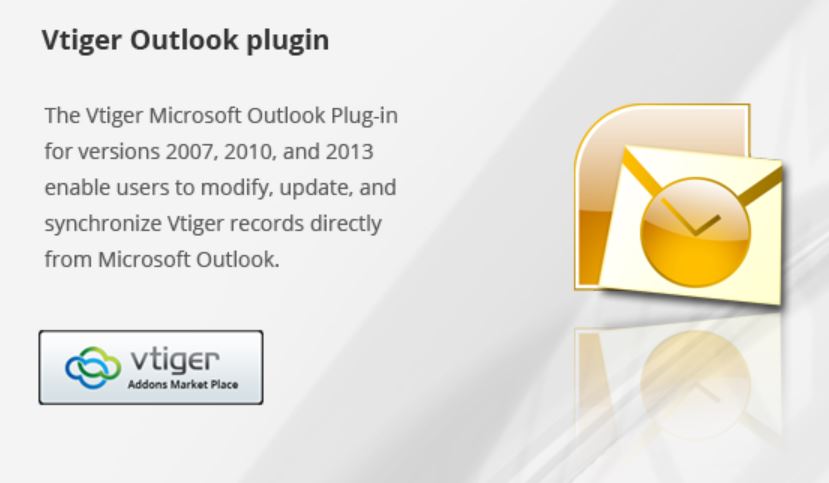 Vtiger Outlook plugin
The Vtiger Microsoft Outlook Plug-in
for versions 2007, 2010, and 2013
enable users to modify, update, and
synchronize Vtiger records directly
from Microsoft Outlook.
vtiger
Addons Market Place